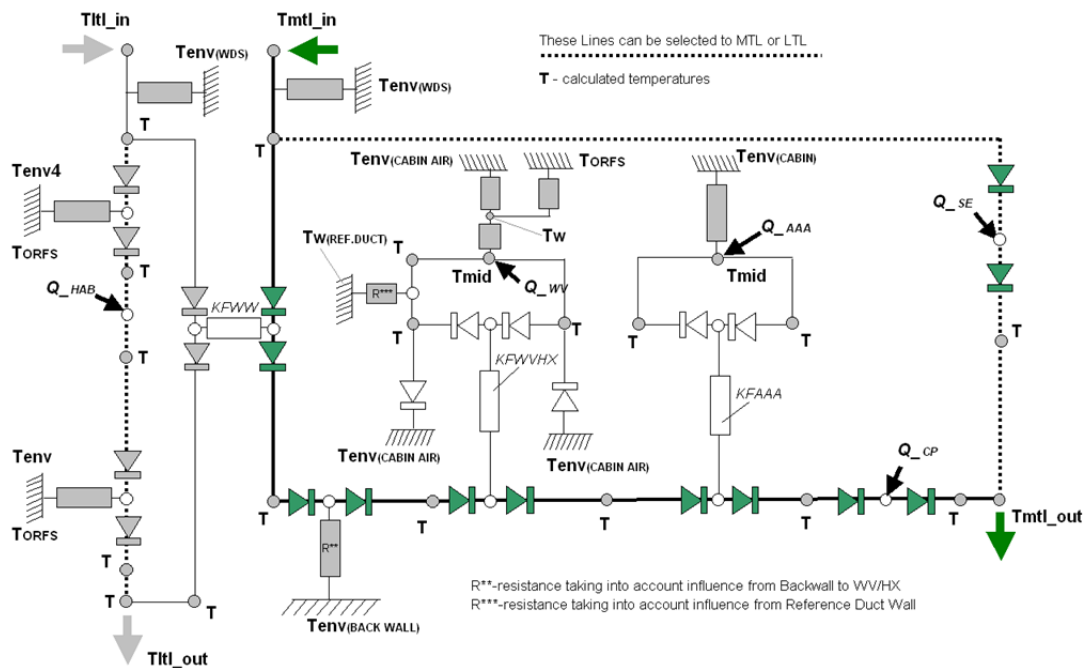 Tltl_in
Tmtl_in
These Lines can be selected to MTL or LTL
T - calculated temperatures
Tenv(WDS)
Tenv(WDS)
T
T
Tenv(CABIN AIR)
TORFS
Tenv(CABIN)
Tenv4
TORFS
Tw
Tw(REF.DUCT)
T
Tmid
Q_WV
Q_AAA
Tmid
Q_SE
R***
Q_HAB
T
KFWW
T
T
T
T
T
T
KFWVHX
KFAAA
Tenv
Tenv(CABIN AIR)
Tenv(CABIN AIR)
Q_CP
TORFS
T
T
T
T
T
T
Tmtl_out
R**
T
T
T
R**-resistance taking into account influence from Backwall to WV/HX
R***-resistance taking into account influence from Reference Duct Wall
Tenv(BACK WALL)
Tltl_out